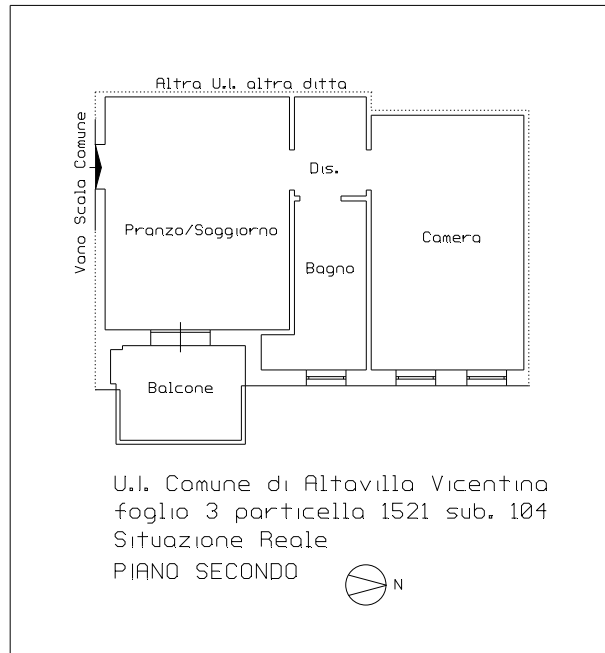 Altra U.I. altra ditta
Vano Scala Comune
Dis.
Pranzo/Soggiorno
Camera
Bagno
Balcone
U.I. Comune di Altavilla Vicentina
foglio 3 particella 1521 sub. 104
Situazione Reale
PIANO SECONDO
N